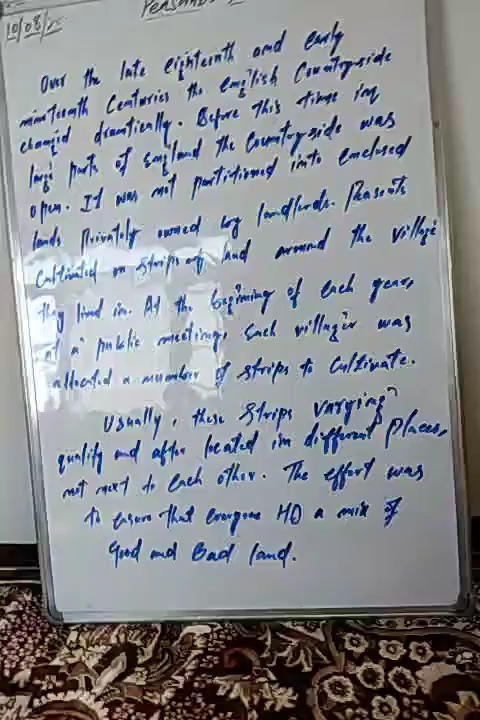 10/08/
Over the late eighteenth and early
nineteenth Centuries the English Countryside
changed dramatically. Before this time in
large parts of England the Countryside was
open. It was not partitioned into enclosed
lands Privately owned by landlords. Peasents
Cultivated on strips of land around the village
they lived in. At the beginning of each year,
at a public meeting, each villager was
allocated a number of strips to Cultivate.
Usually, these Strips varying
quality and after located in different Places,
not next to each other. The effort was
to ensure that everyone HD a mix of
Good and Bad land.